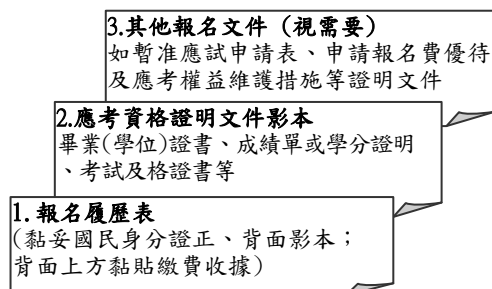 3.其他報名文件（視需要）
如暫准應試申請表、申請報名費優待
及應考權益維護措施等證明文件
2.應考資格證明文件影本
畢業(學位)證書、成績單或學分證明
、考試及格證書等
1.報名履歷表
(黏妥國民身分證正、背面影本；
背面上方黏貼繳費收據)